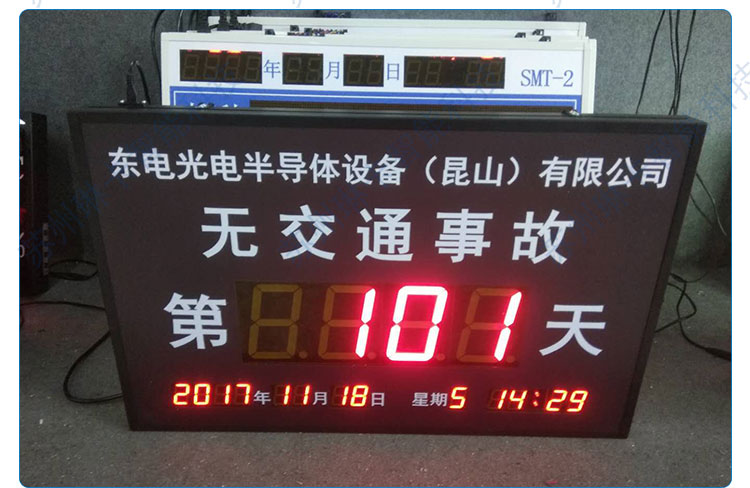 年 月 日 SMT-2
东电光电半导体设备（昆山）有限公司
无交通事故
第 101 天
2017年11月18日 星期5 14:29